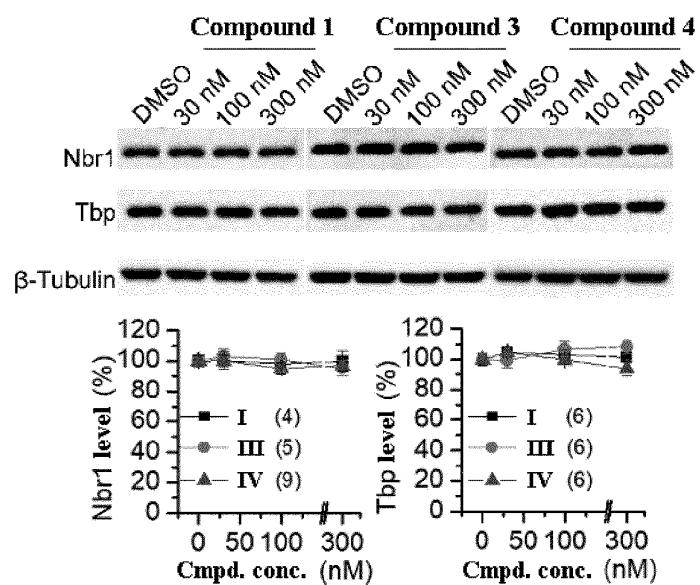 Compound 1 Compound 3 Compound 4
DMSO 30 nM 100 nM 300 nM DMSO 30 nM 100 nM 300 nM DMSO 30 nM 100 nM 300 nM
Nbr1
Tbp
β-Tubulin
Nbr1 level (%)
120
100
80
60
40
20
0
I (4)
III (5)
IV (9)
0 50 100 300
Cmpd. conc. (nM)
Tbp level (%)
120
100
80
60
40
20
0
I (6)
III (6)
IV (6)
0 50 100 300
Cmpd. conc. (nM)